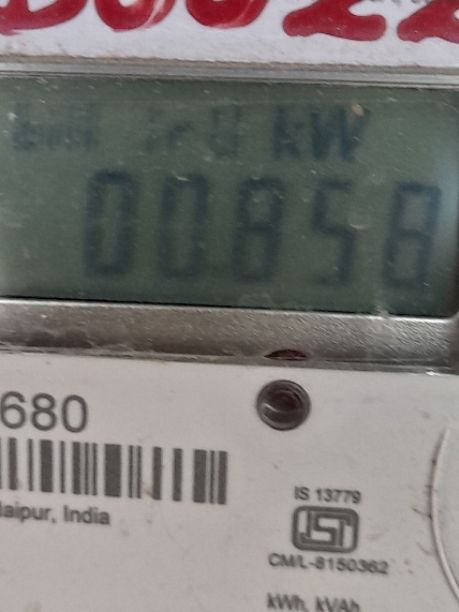 kW
00858
680
Jaipur, India
IS 13779
ISI
CM/L-8150362
kWh, kVAh